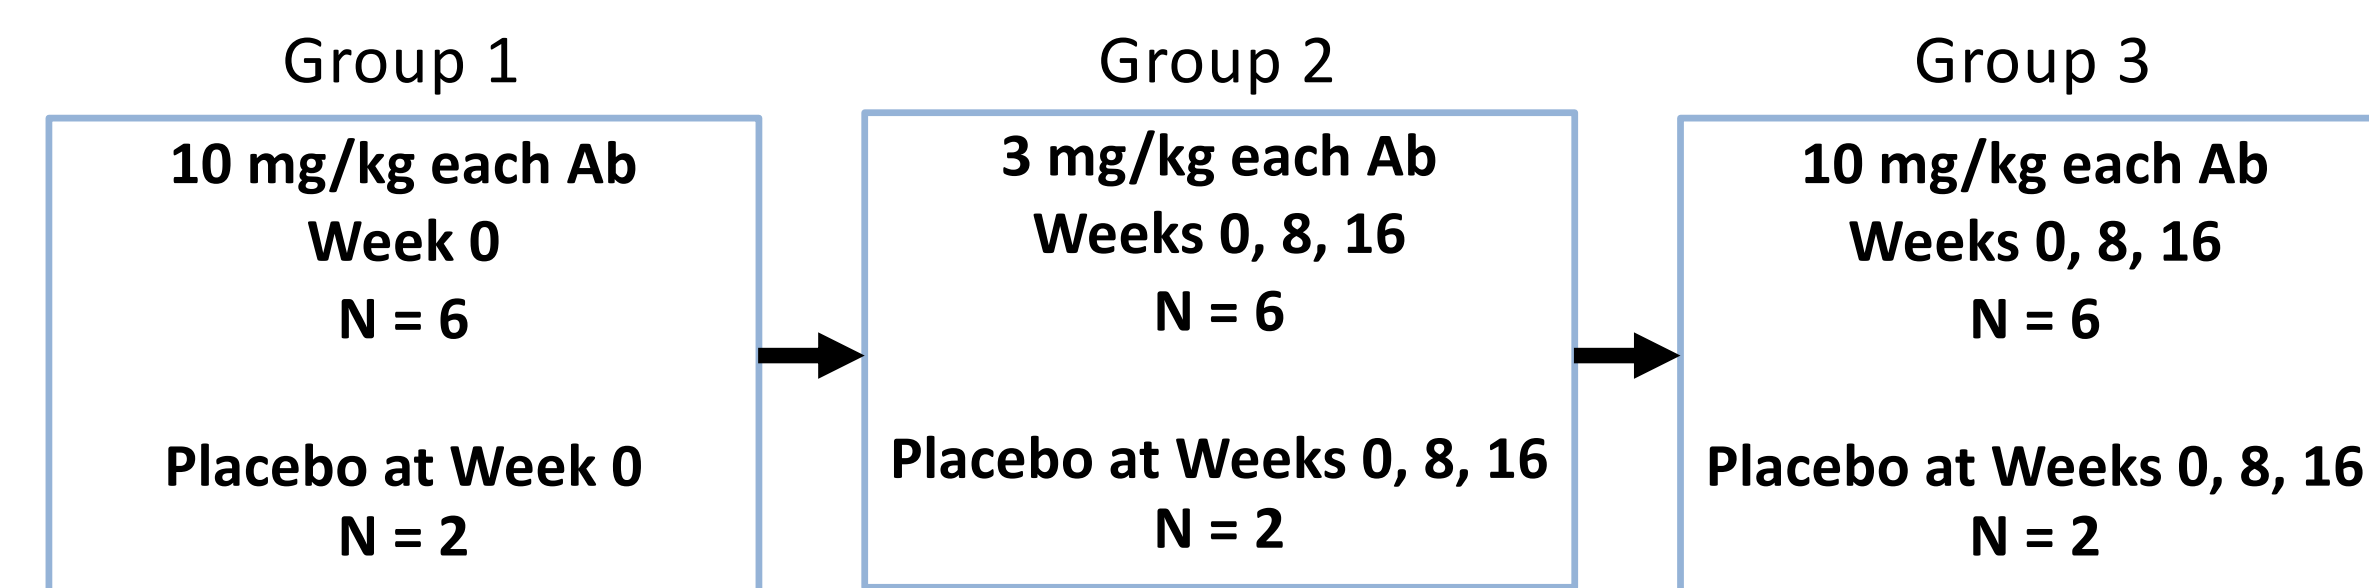 Group 1
10 mg/kg each Ab
Week 0
N = 6
Placebo at Week 0
N = 2
Group 2
3 mg/kg each Ab
Weeks 0, 8, 16
N = 6
Placebo at Weeks 0, 8, 16
N = 2
Group 3
10 mg/kg each Ab
Weeks 0, 8, 16
N = 6
Placebo at Weeks 0, 8, 16
N = 2